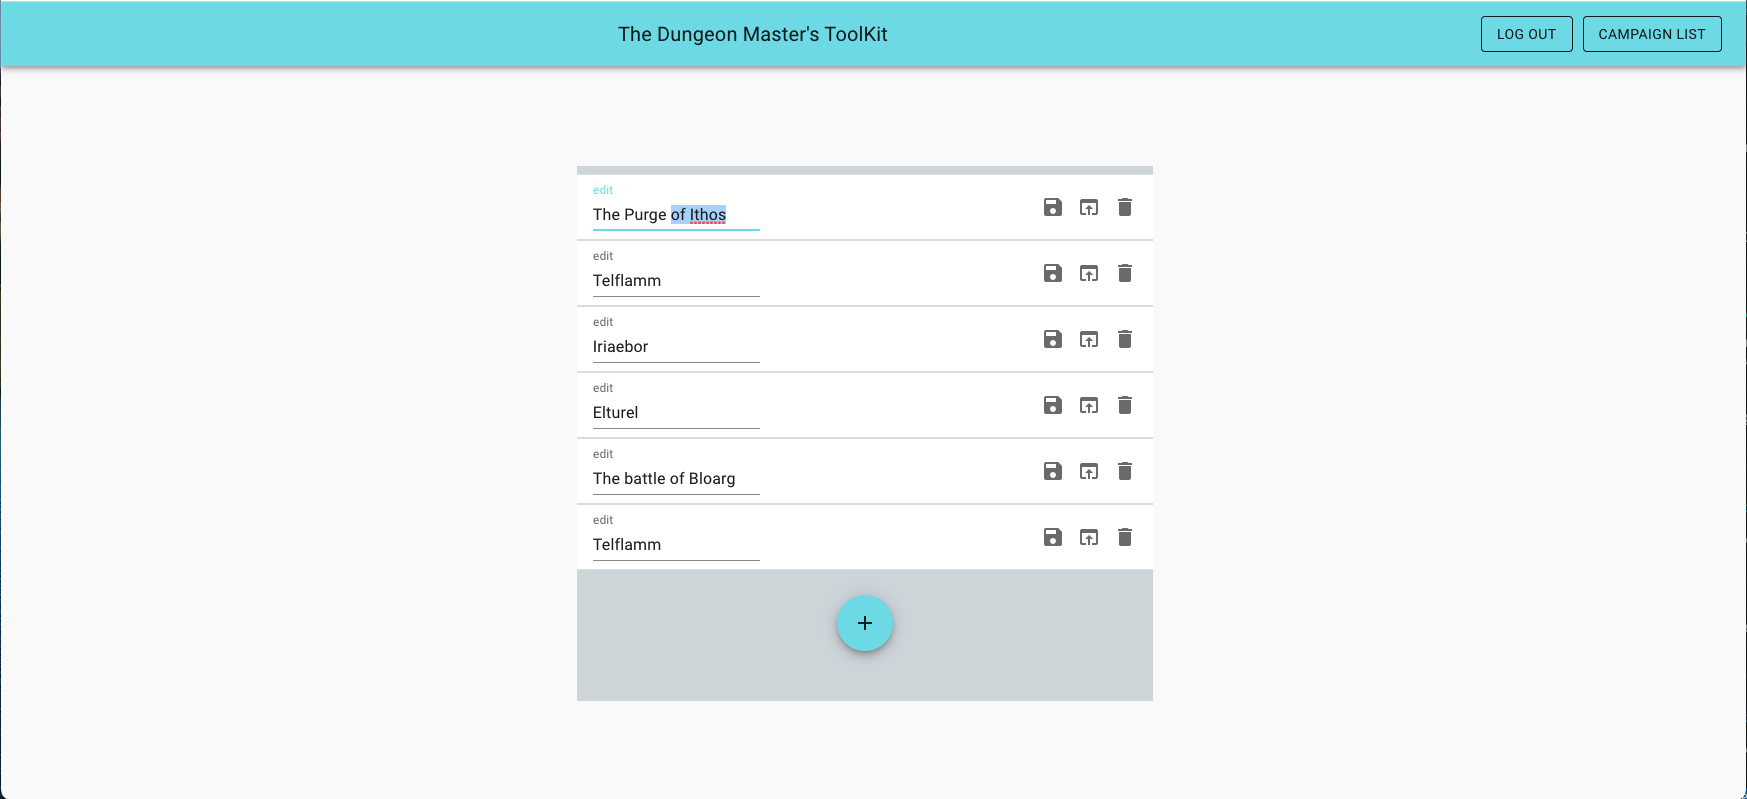 The Dungeon Master's ToolKit
LOG OUT
CAMPAIGN LIST
edit
The Purge of Ithos
edit
Telflamm
edit
Iriaebor
edit
Elturel
edit
The battle of Bloarg
edit
Telflamm